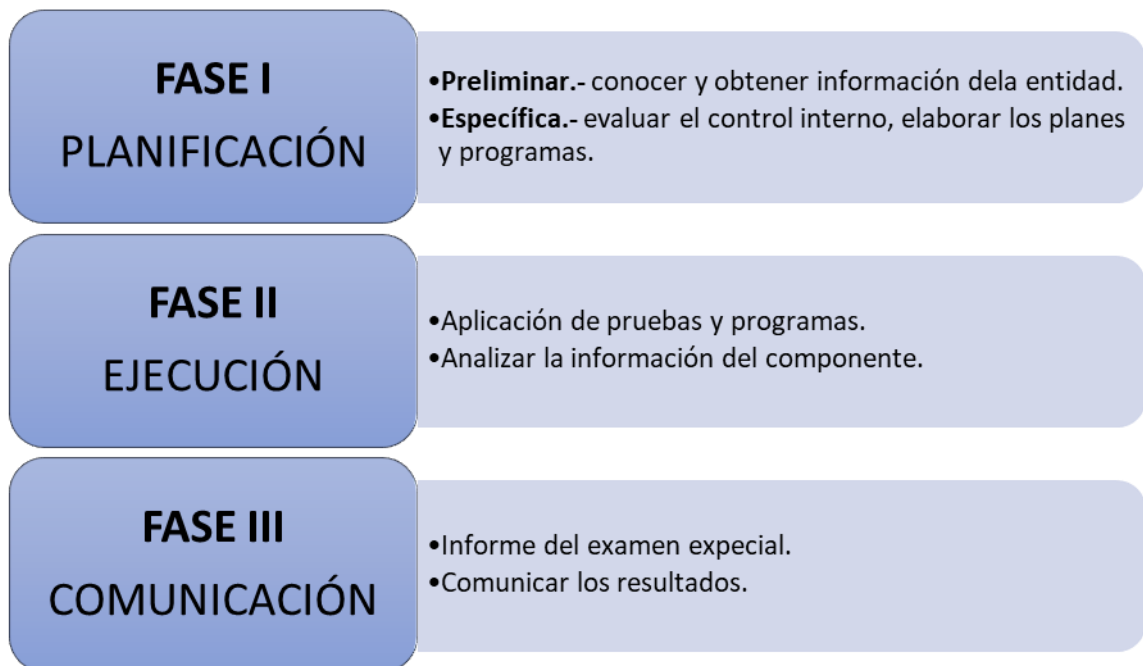 FASE I
PLANIFICACIÓN
•Preliminar.- conocer y obtener información dela entidad.
•Específica.- evaluar el control interno, elaborar los planes
y programas.
FASE II
EJECUCIÓN
•Aplicación de pruebas y programas.
•Analizar la información del componente.
FASE III
COMUNICACIÓN
•Informe del examen expecial.
•Comunicar los resultados.